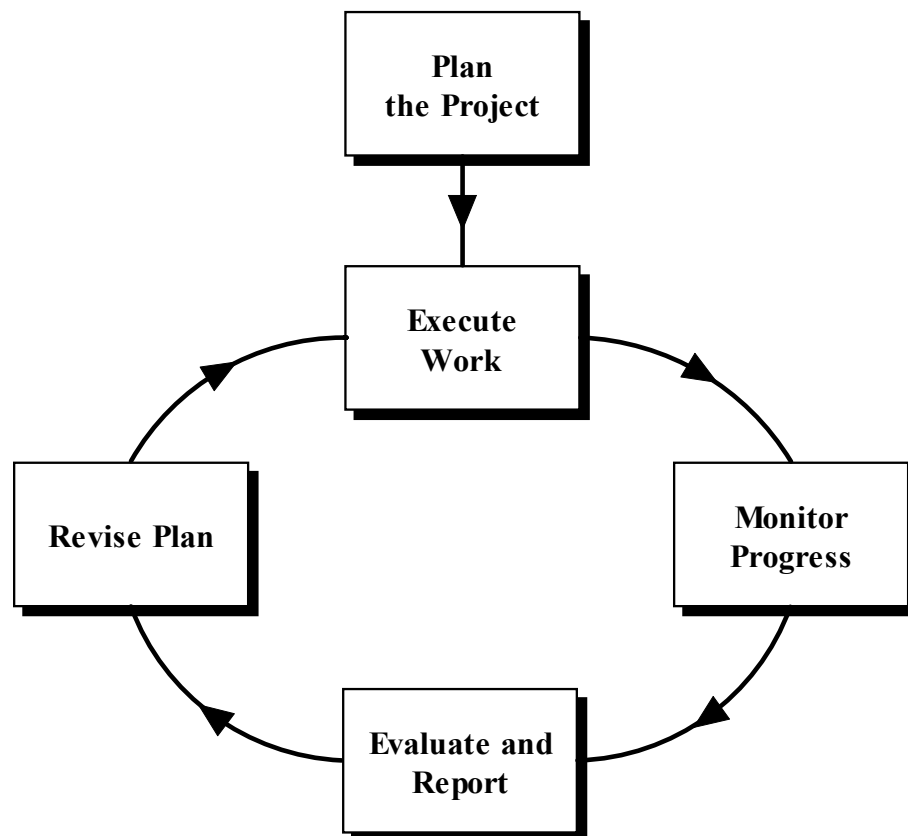 Plan
the Project
Execute
Work
Monitor
Progress
Evaluate and
Report
Revise Plan